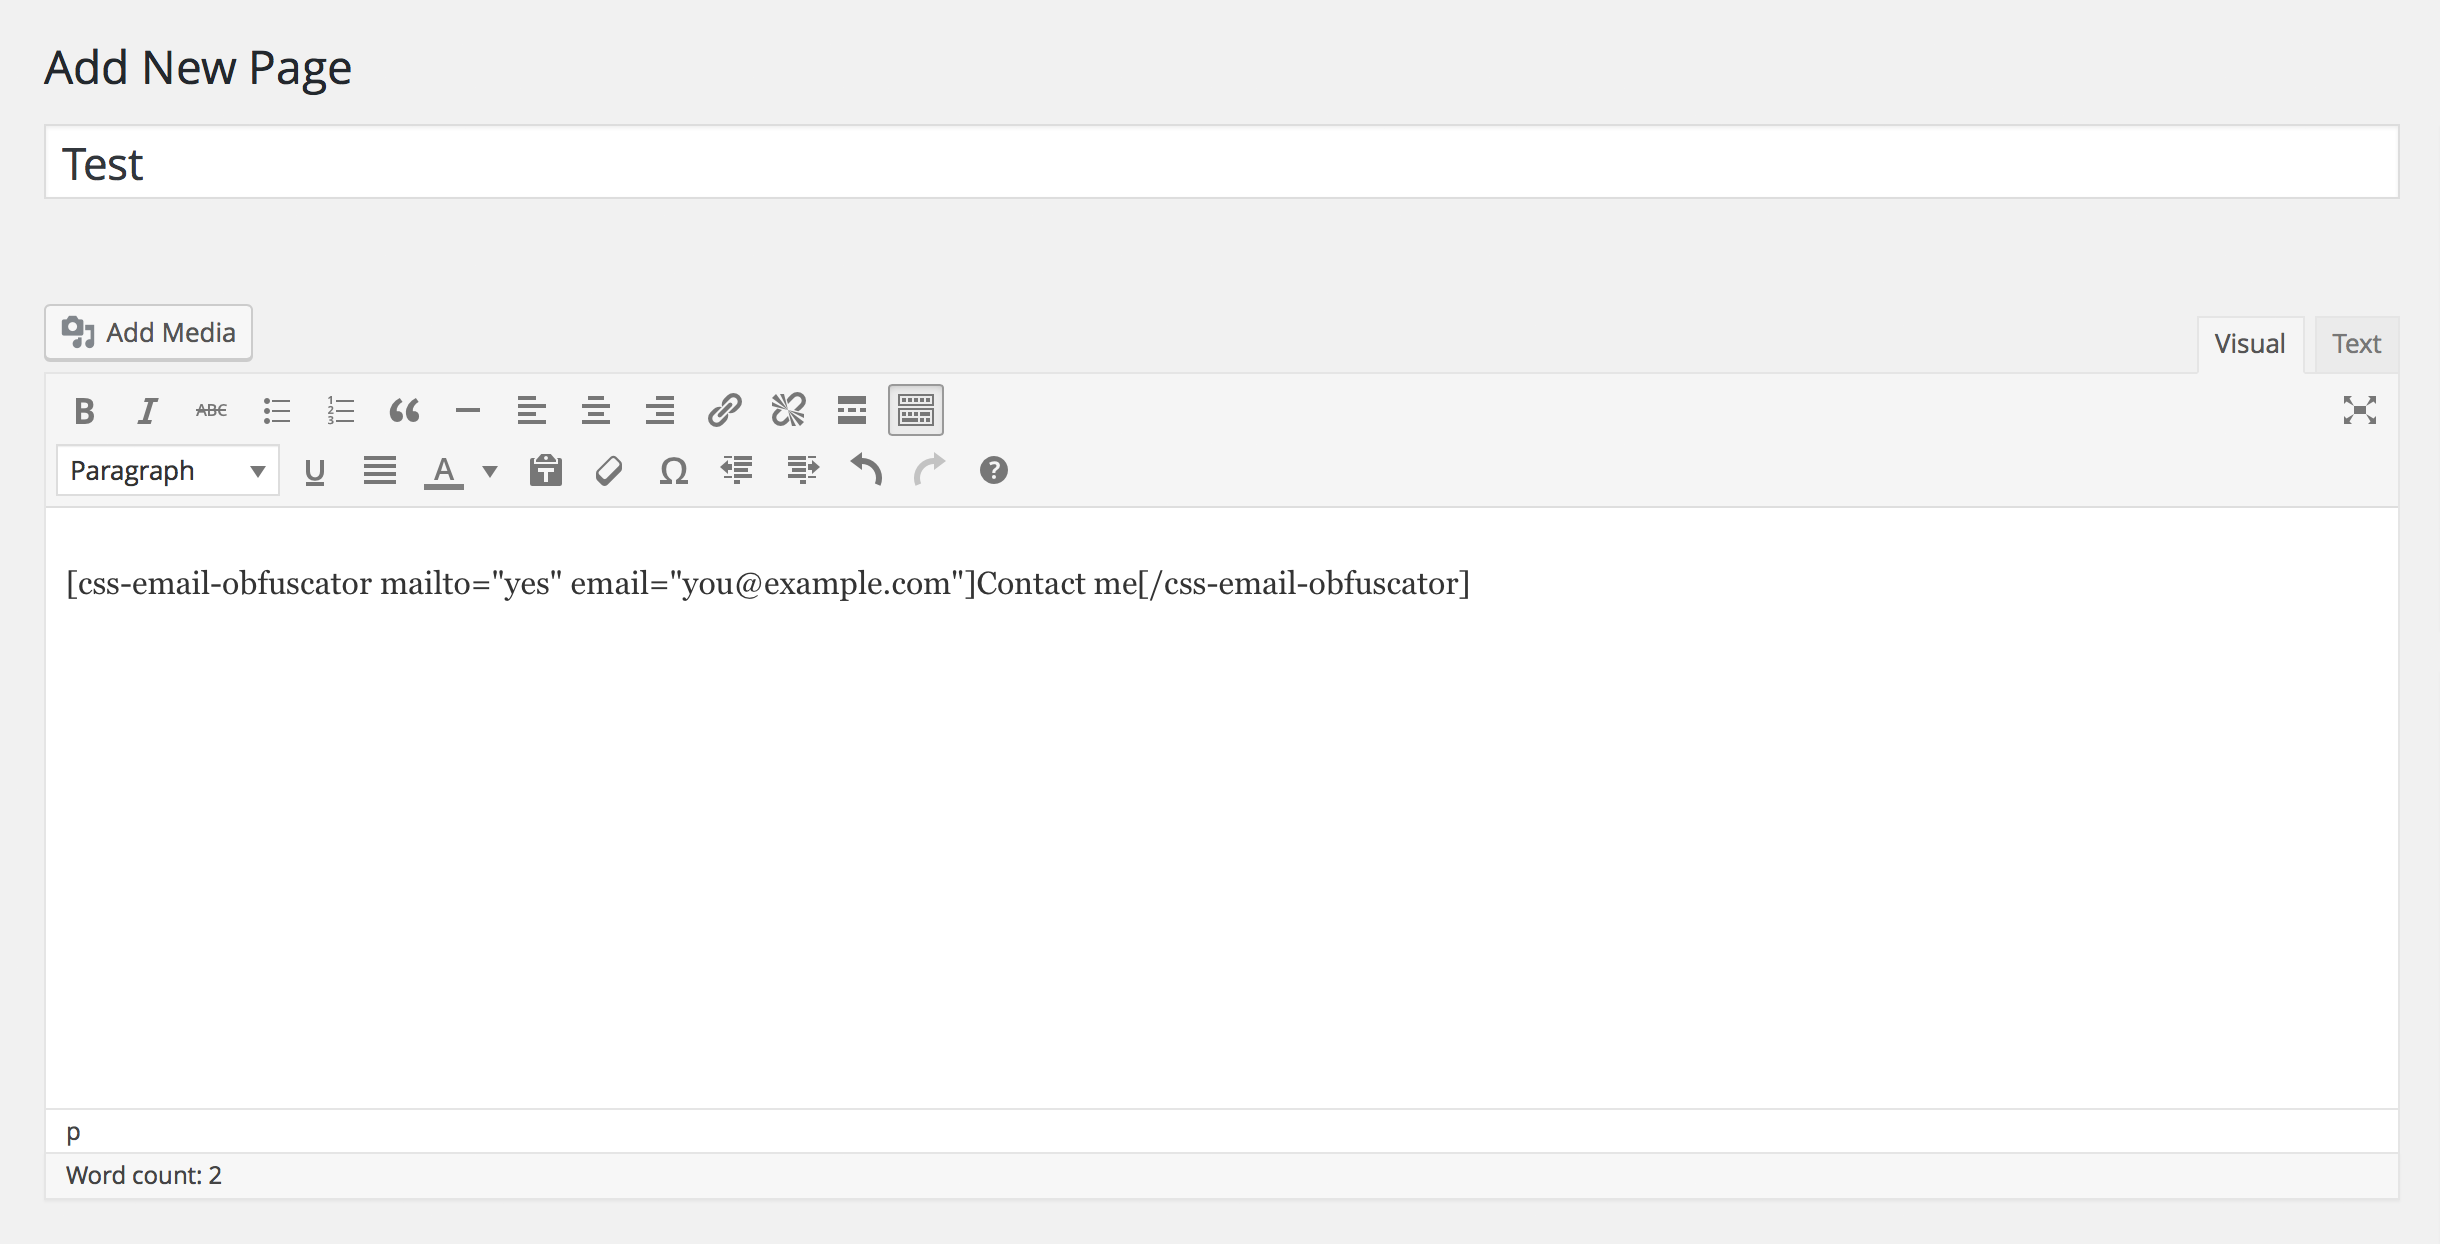 Add New Page
Test
Add Media
Visual Text
B I ABC
Paragraph U A Ω ?
[css-email-obfuscator mailto="yes" email="you@example.com"]Contact me[/css-email-obfuscator]
p
Word count: 2